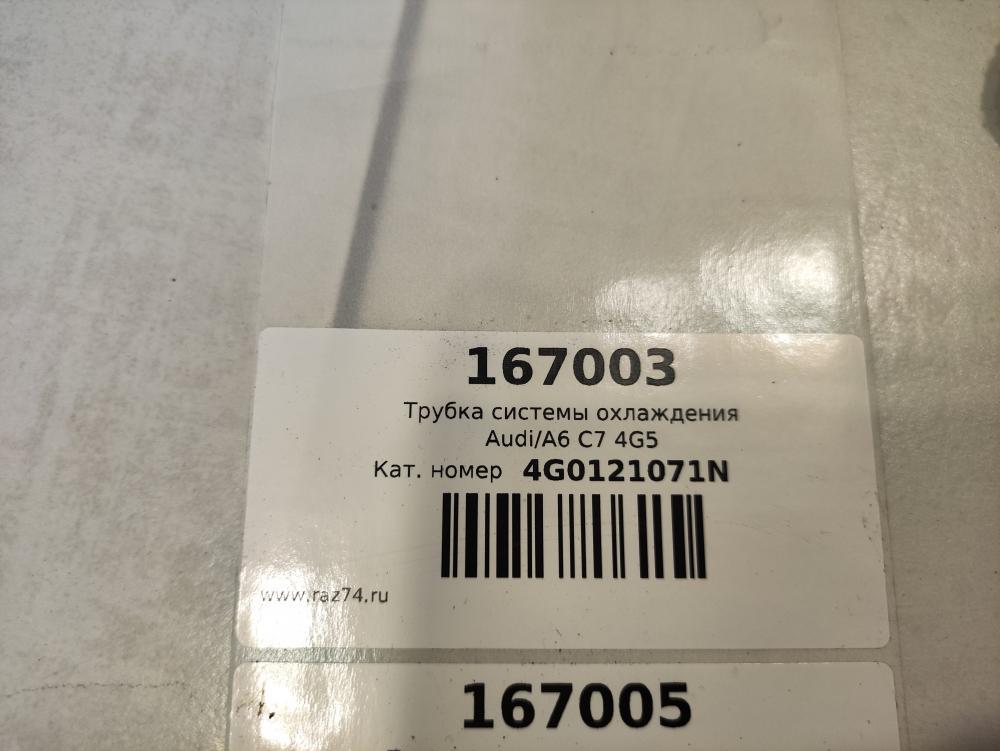 167003
Трубка системы охлаждения
Audi/A6 C7 4G5
Кат. номер 4G0121071N
www.raz74.ru
167005